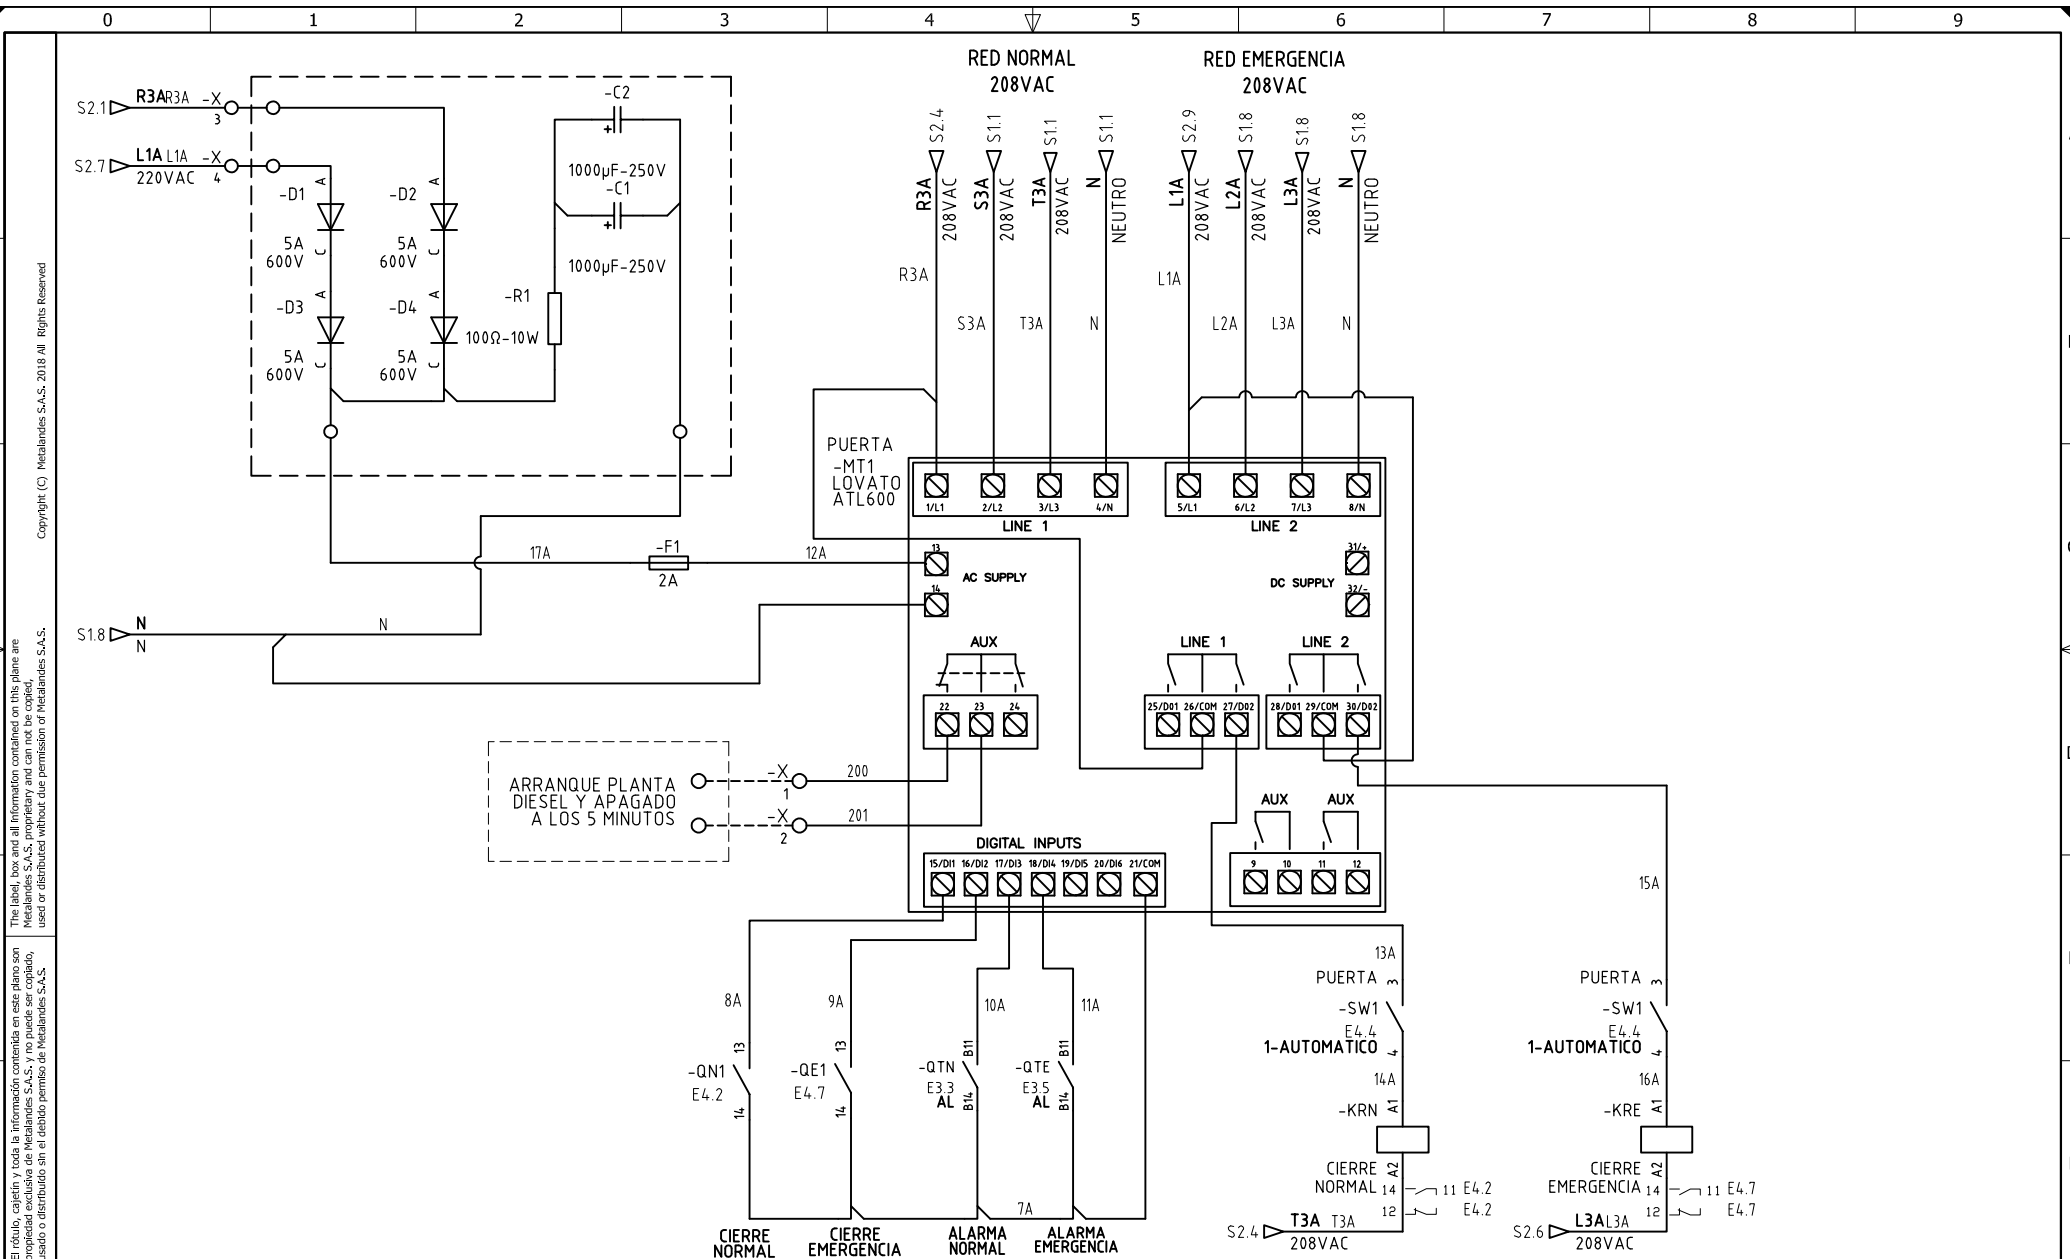 0 1 2 3 4 5 6 7 8 9
RED NORMAL
208VAC
RED EMERGENCIA
208VAC
S2.1
R3A R3A -X
3
S2.7
L1A L1A -X
220VAC 4
-C2
1000µF-250V
-C1
1000µF-250V
-D1
A
5A
600V
C
-D2
A
5A
600V
C
-D3
A
5A
600V
C
-D4
A
5A
600V
C
-R1
100Ω-10W
S2.4
R3A
208VAC
R3A
S1.1
S3A
208VAC
S3A
S1.1
T3A
208VAC
T3A
S1.1
N
NEUTRO
N
S2.9
L1A
208VAC
L1A
S1.8
L2A
208VAC
L2A
S1.8
L3A
208VAC
L3A
S1.8
N
NEUTRO
N
PUERTA
-MT1
LOVATO
ATL600
1/L1 2/L2 3/L3 4/N
LINE 1
5/L1 6/L2 7/L3 8/N
LINE 2
17A
-F1
2A
12A
13
AC SUPPLY
14
31/+
DC SUPPLY
32/-
S1.8
N
N
N
AUX
22 23 24
LINE 1
25/DO1 26/COM 27/DO2
LINE 2
28/DO1 29/COM 30/DO2
ARRANQUE PLANTA
DIESEL Y APAGADO
A LOS 5 MINUTOS
-X
1
200
-X
2
201
AUX AUX
9 10 11 12
DIGITAL INPUTS
15/DI1 16/DI2 17/DI3 18/DI4 19/DI5 20/DI6 21/COM
8A
13
-QN1
E4.2
14
9A
13
-QE1
E4.7
14
10A
B11
-QTN
E3.3
AL
B14
11A
B11
-QTE
E3.5
AL
B14
7A
CIERRE
NORMAL
CIERRE
EMERGENCIA
ALARMA
NORMAL
ALARMA
EMERGENCIA
13A
PUERTA
3
-SW1
E4.4
1-AUTOMATICO
4
14A
-KRN
A1
CIERRE
NORMAL
A2
14 11 E4.2
12 E4.2
S2.4
T3A T3A
208VAC
15A
PUERTA
3
-SW1
E4.4
1-AUTOMATICO
4
16A
-KRE
A1
CIERRE
EMERGENCIA
A2
14 11 E4.7
12 E4.7
S2.6
L3A L3A
208VAC
Copyright (C) Metalandes S.A.S. 2018 All Rights Reserved
The label, box and all information contained on this plane are
Metalandes S.A.S. proprietary and can not be copied,
used or distributed without due permission of Metalandes S.A.S.
El rótulo, cajetín y toda la información contenida en este plano son
propiedad exclusiva de Metalandes S.A.S. y no puede ser copiado,
usado o distribuido sin el debido permiso de Metalandes S.A.S.